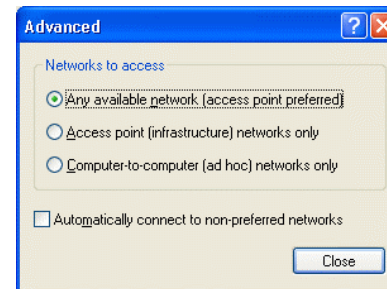 Advanced
Networks to access
Any available network (access point preferred)
Access point (infrastructure) networks only
Computer-to-computer (ad hoc) networks only
Automatically connect to non-preferred networks
Close